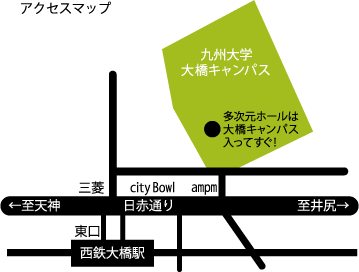 アクセスマップ
九州大学
大橋キャンパス
多次元ホールは
大橋キャンパス
入ってすぐ!
三菱
city Bowl
ampm
←至天神
日赤通り
至井尻→
東口
西鉄大橋駅